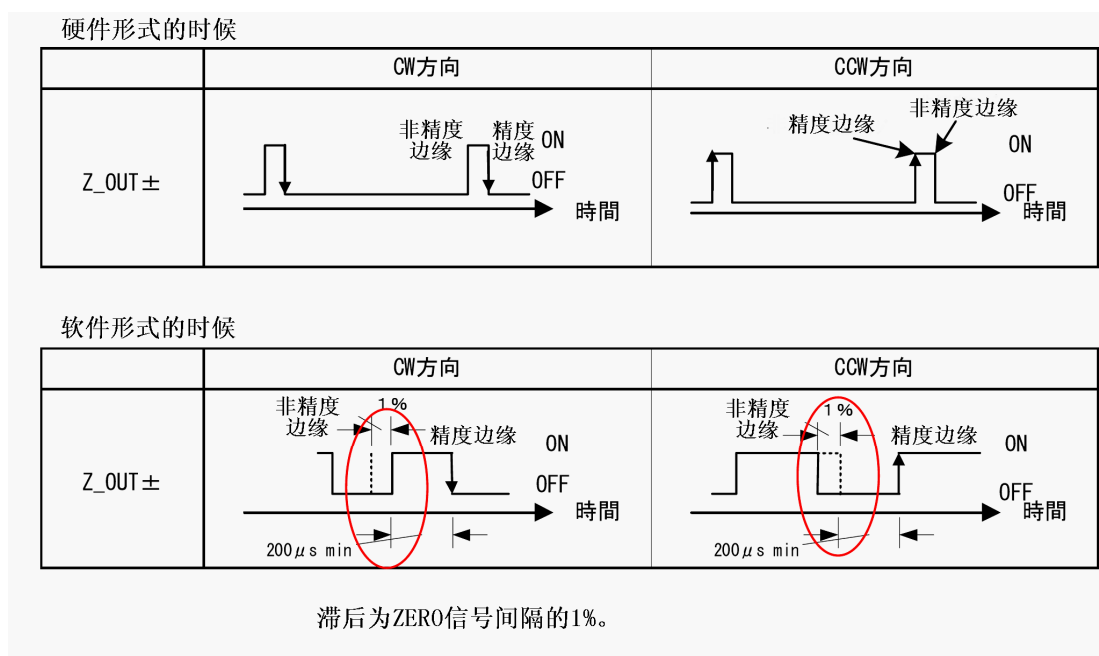 硬件形式的时候
CW方向
CCW方向
Z_OUT±
非精度
边缘
精度
边缘
ON
OFF
時間
精度边缘
非精度边缘
ON
OFF
時間
软件形式的时候
CW方向
CCW方向
Z_OUT±
非精度
边缘
1%
精度边缘
ON
OFF
時間
200μs min
非精度
边缘
1%
精度边缘
ON
OFF
時間
200μs min
滞后为ZERO信号间隔的1%。